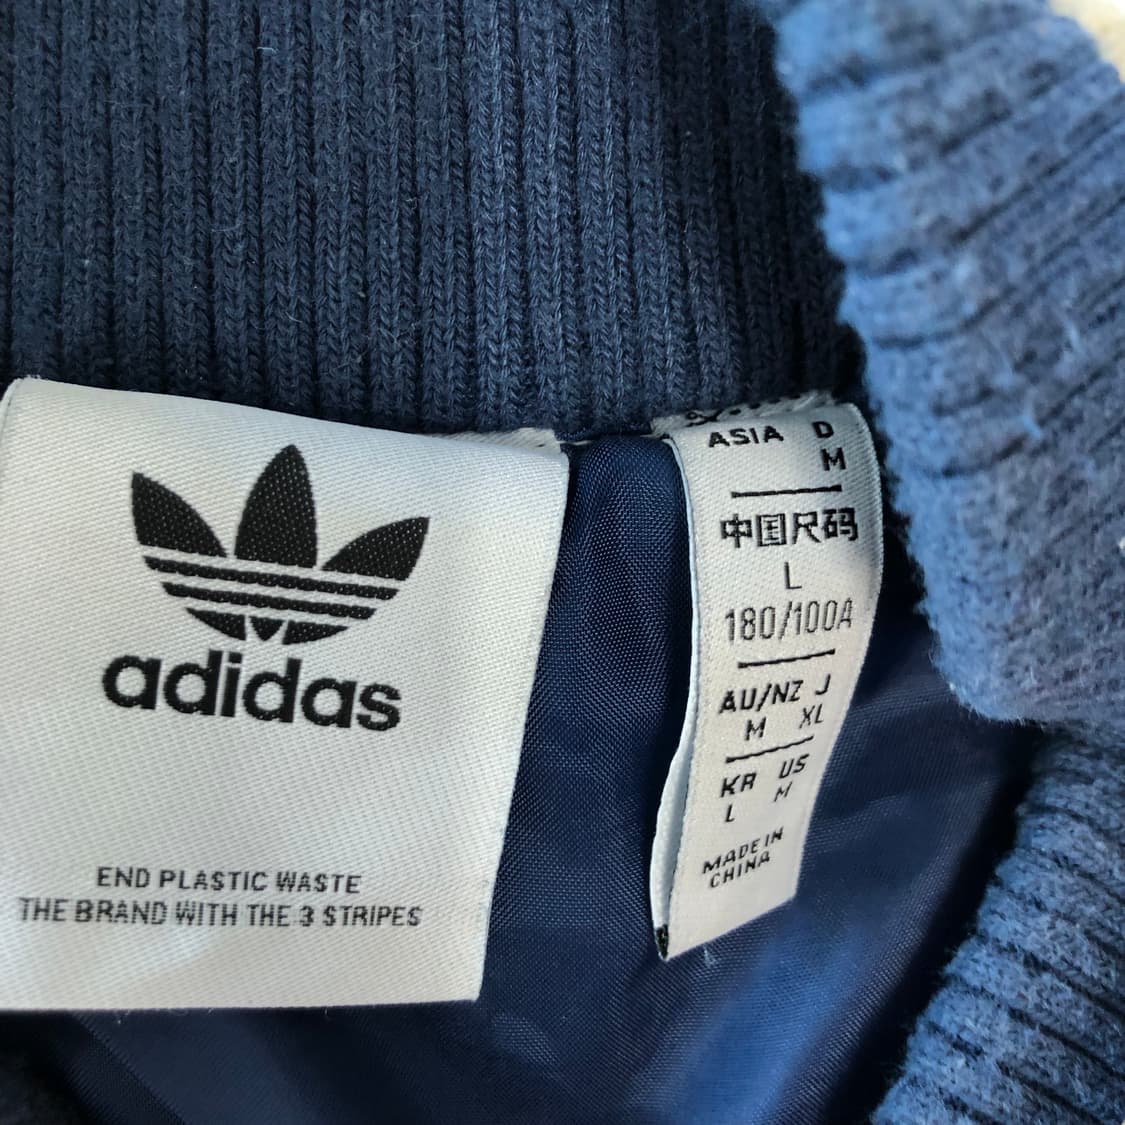 adidas
END PLASTIC WASTE
THE BRAND WITH THE 3 STRIPES
ASIA D
M
中国尺码
L
180/100A
AU/NZ J
M XL
KR US
L M
MADE IN
CHINA